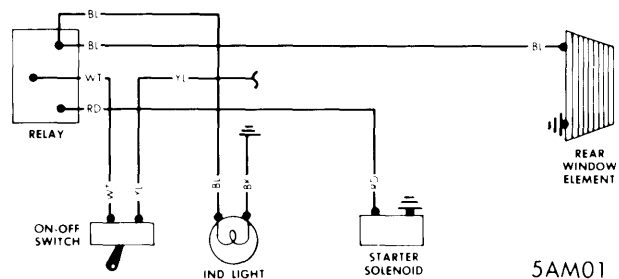 BL
BL
BL
WT
YL
RD
RELAY
WT
YL
BL
BK
RD
ON-OFF
SWITCH
IND LIGHT
STARTER
SOLENOID
REAR
WINDOW
ELEMENT
5AM01